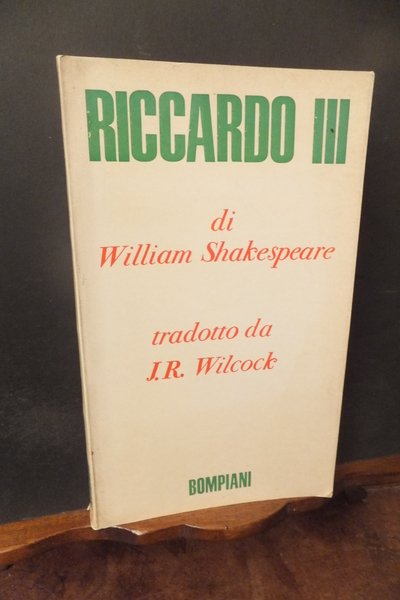 RICCARDO III
di
William Shakespeare
tradotto da
J.R. Wilcock
BOMPIANI